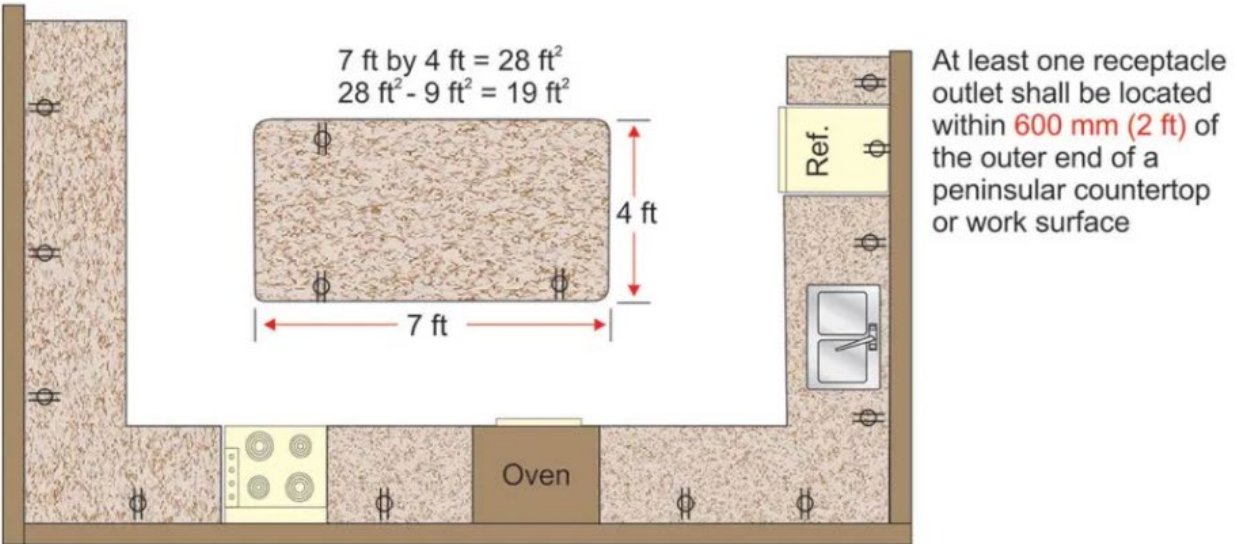 7 ft by 4 ft = 28 ft²
28 ft² - 9 ft² = 19 ft²
At least one receptacle
outlet shall be located
within 600 mm (2 ft) of
the outer end of a
peninsular countertop
or work surface
Ref.
4 ft
7 ft
Oven